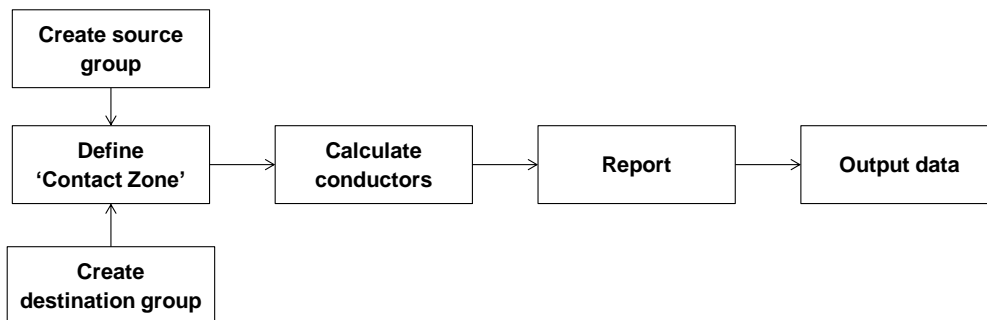 Create source
group
Define
‘Contact Zone’
Calculate
conductors
Report
Output data
Create
destination group